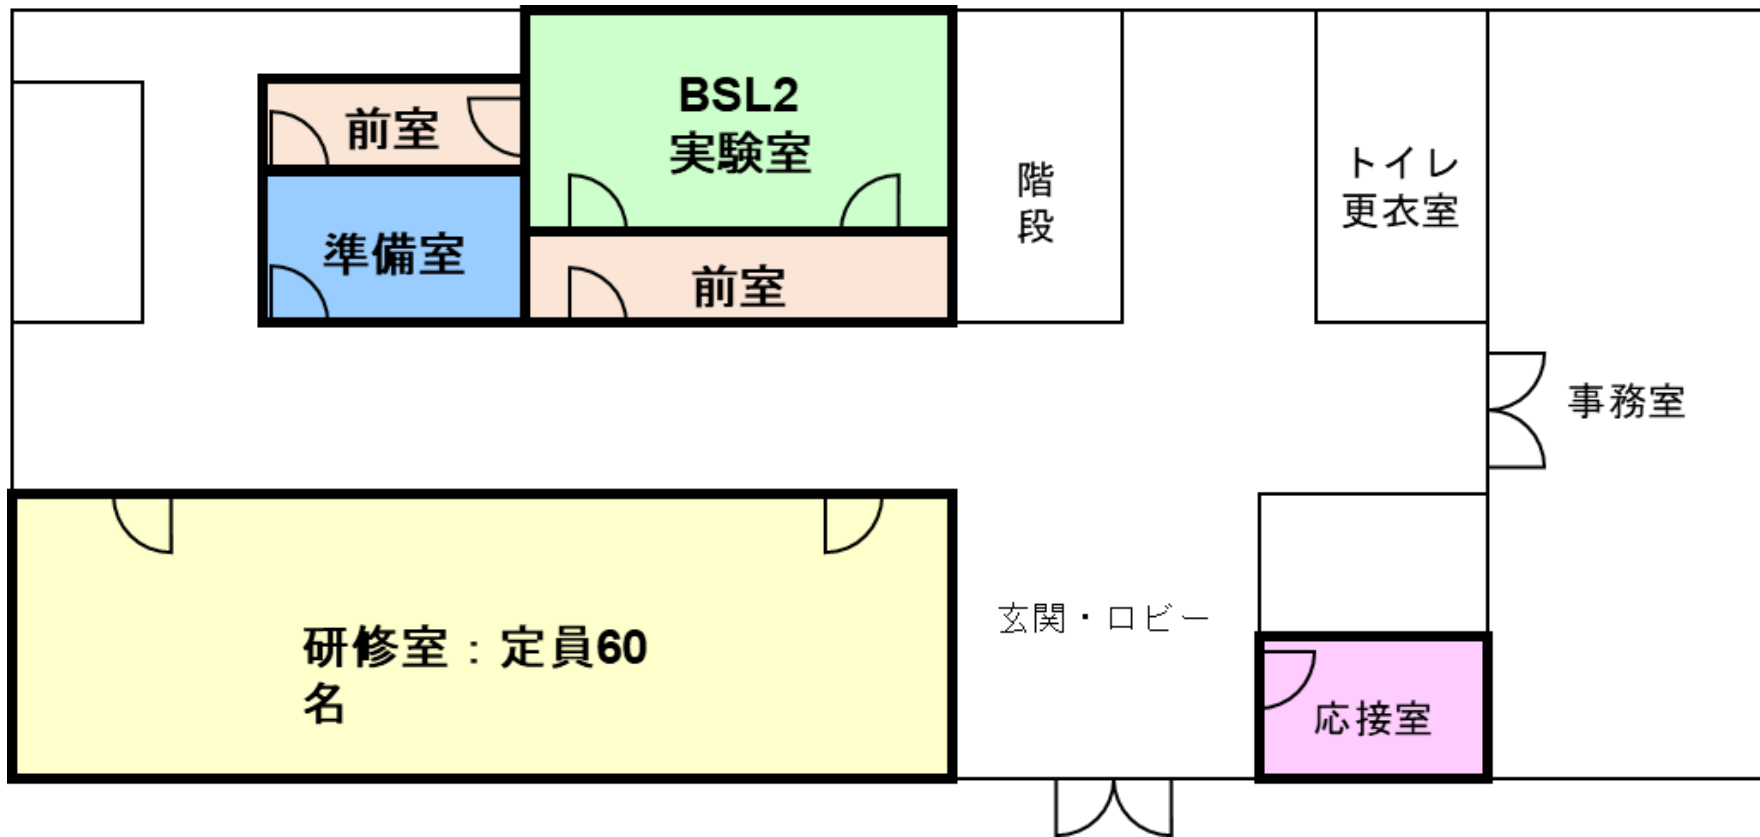 BSL2
実験室
前室
準備室
前室
階
段
トイレ
更衣室
事務室
玄関・ロビー
研修室：定員60
名
応接室